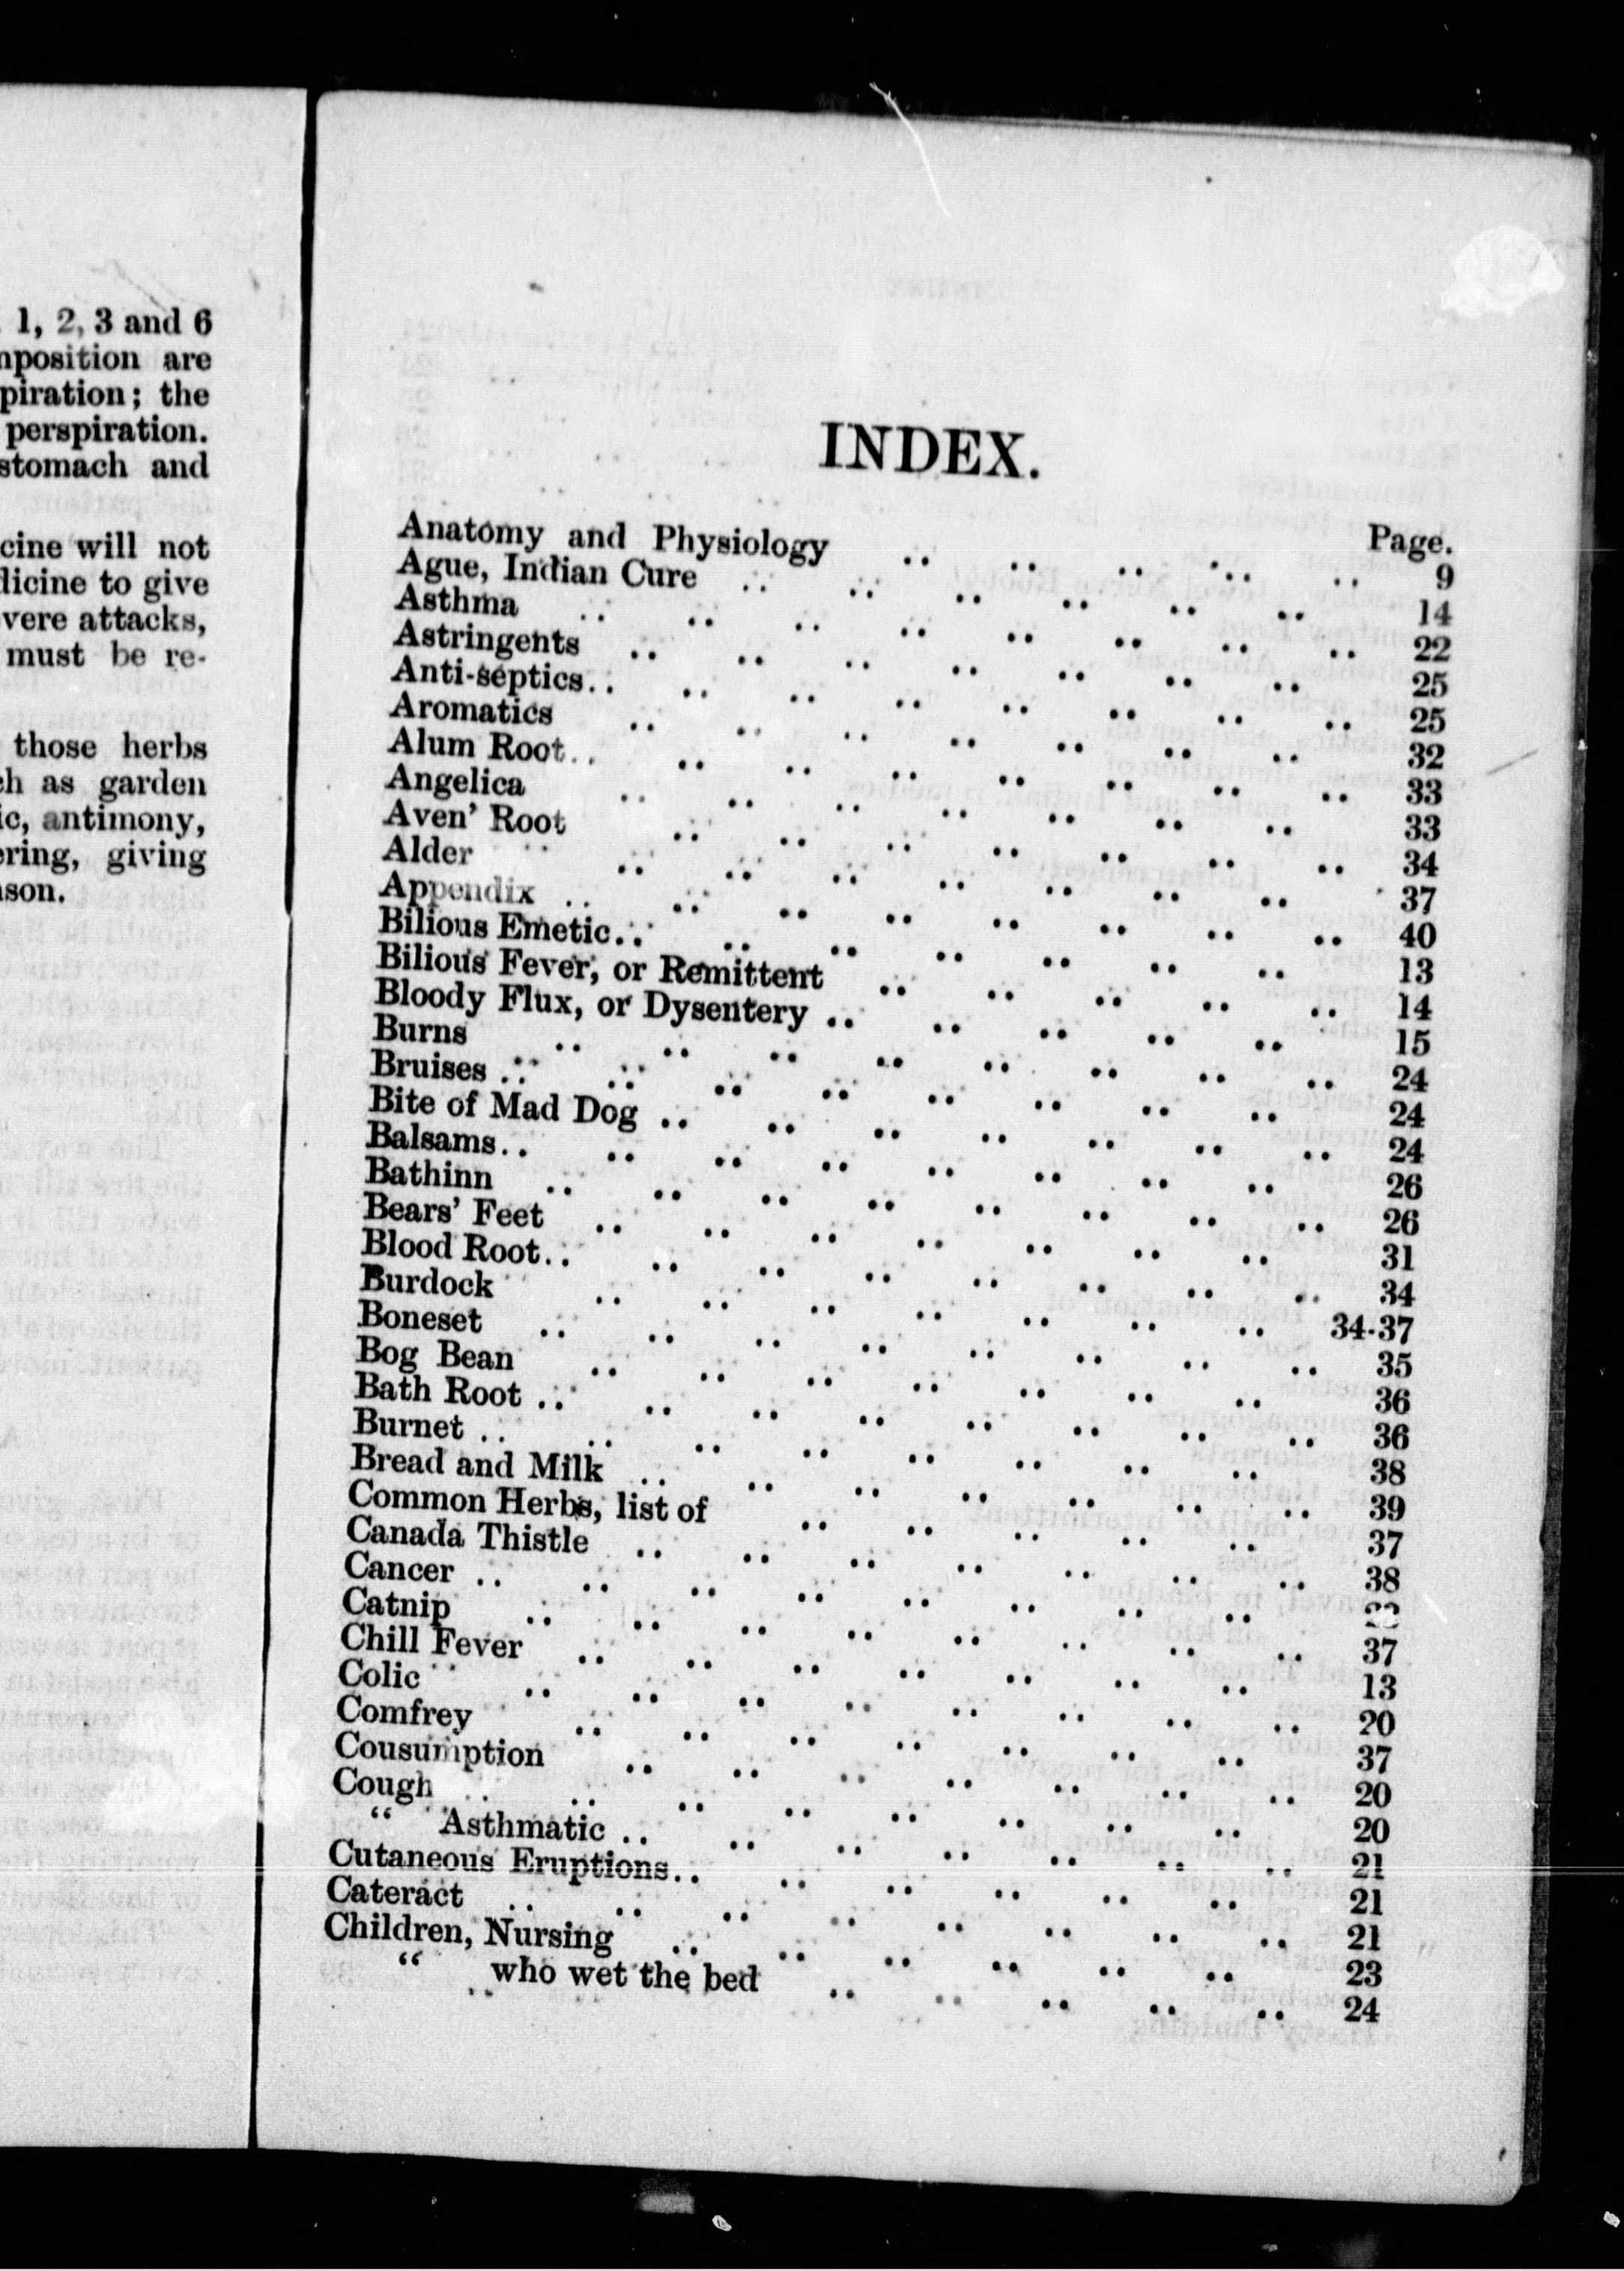 1, 2, 3 and 6
mposition are
piration; the
perspiration.
stomach and
cine will not
dicine to give
vere attacks,
must be re-
those herbs
ch as garden
ic, antimony,
ering, giving
ason.
INDEX.
Page.
Anatomy and Physiology .. .. .. .. .. 9
Ague, Indian Cure .. .. .. .. .. .. 14
Asthma .. .. .. .. .. .. .. 22
Astringents .. .. .. .. .. .. .. 25
Anti-septics.. .. .. .. .. .. .. 25
Aromatics .. .. .. .. .. .. .. 32
Alum Root.. .. .. .. .. .. .. 33
Angelica .. .. .. .. .. .. .. 33
Aven' Root .. .. .. .. .. .. 34
Alder .. .. .. .. .. .. .. 37
Appendix .. .. .. .. .. .. .. 40
Bilious Emetic.. .. .. .. .. .. 13
Bilious Fever, or Remittent .. .. .. .. .. 14
Bloody Flux, or Dysentery .. .. .. .. .. 15
Burns .. .. .. .. .. .. .. .. 24
Bruises .. .. .. .. .. .. .. .. 24
Bite of Mad Dog .. .. .. .. .. .. .. 24
Balsams.. .. .. .. .. .. .. .. 26
Bathinn .. .. .. .. .. .. .. .. 26
Bears' Feet .. .. .. .. .. .. .. 31
Blood Root.. .. .. .. .. .. .. 34
Burdock .. .. .. .. .. .. .. 34-37
Boneset .. .. .. .. .. .. .. .. 35
Bog Bean .. .. .. .. .. .. .. 36
Bath Root .. .. .. .. .. .. .. .. 36
Burnet .. .. .. .. .. .. .. .. 38
Bread and Milk .. .. .. .. .. .. .. 39
Common Herbs, list of .. .. .. .. .. 37
Canada Thistle .. .. .. .. .. .. .. 38
Cancer .. .. .. .. .. .. .. ..
Catnip .. .. .. .. .. .. .. .. 37
Chill Fever .. .. .. .. .. .. .. 13
Colic .. .. .. .. .. .. .. .. 20
Comfrey .. .. .. .. .. .. .. 37
Cousumption .. .. .. .. .. .. .. 20
Cough .. .. .. .. .. .. .. .. 20
“ Asthmatic .. .. .. .. .. .. .. 21
Cutaneous Eruptions.. .. .. .. .. .. 21
Cateract .. .. .. .. .. .. .. .. 21
Children, Nursing .. .. .. .. .. .. 23
“ who wet the bed .. .. .. .. .. 24